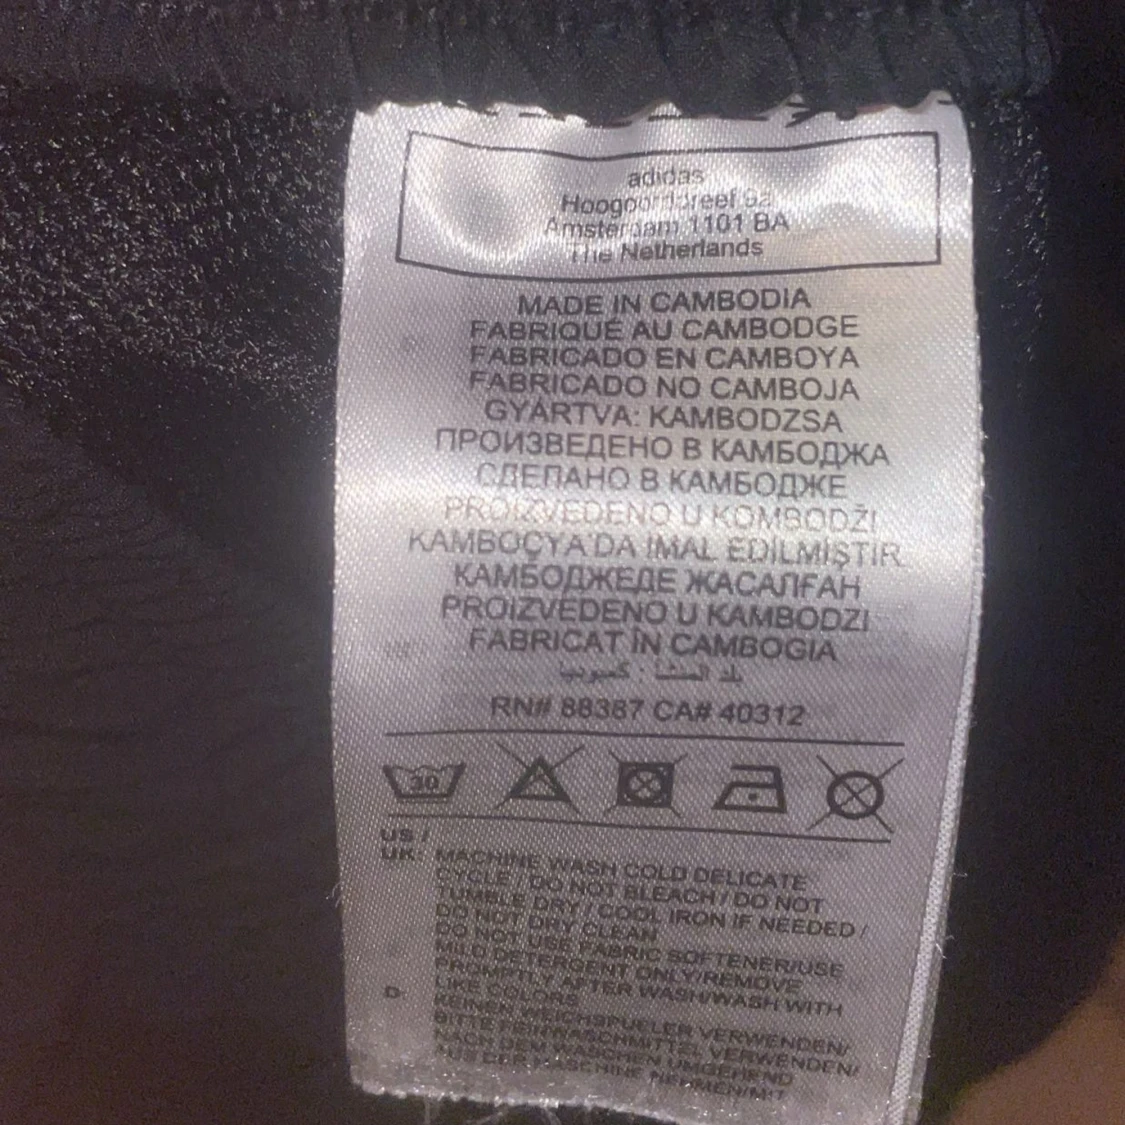 adidas
Hoogoorddreef 9a
Amsterdam 1101 BA
The Netherlands
MADE IN CAMBODIA
FABRIQUÉ AU CAMBODGE
FABRICADO EN CAMBOYA
FABRICADO NO CAMBOJA
GYÁRTVA: KAMBODZSA
ПРОИЗВЕДЕНО В КАМБОДЖА
СДЕЛАНО В КАМБОДЖЕ
PROIZVEDENO U KOMBODŽI
KAMBOÇYA'DA IMAL EDİLMİŞTİR
КАМБОДЖЕДЕ ЖАСАЛҒАН
PROIZVEDENO U KAMBODZI
FABRICAT ÎN CAMBOGIA
بلد المنشأ : كمبوديا
RN# 88387 CA# 40312
30
US /
UK: MACHINE WASH COLD DELICATE
CYCLE / DO NOT BLEACH / DO NOT
TUMBLE DRY / COOL IRON IF NEEDED /
DO NOT DRY CLEAN
DO NOT USE FABRIC SOFTENER/USE
MILD DETERGENT ONLY/REMOVE
PROMPTLY AFTER WASH/WASH WITH
LIKE COLORS
D: KEINEN WEICHSPUELER VERWENDEN/
BITTE FEINWASCHMITTEL VERWENDEN/
NACH DEM WASCHEN UMGEHEND
AUS DER MASCHINE NEHMEN/MIT